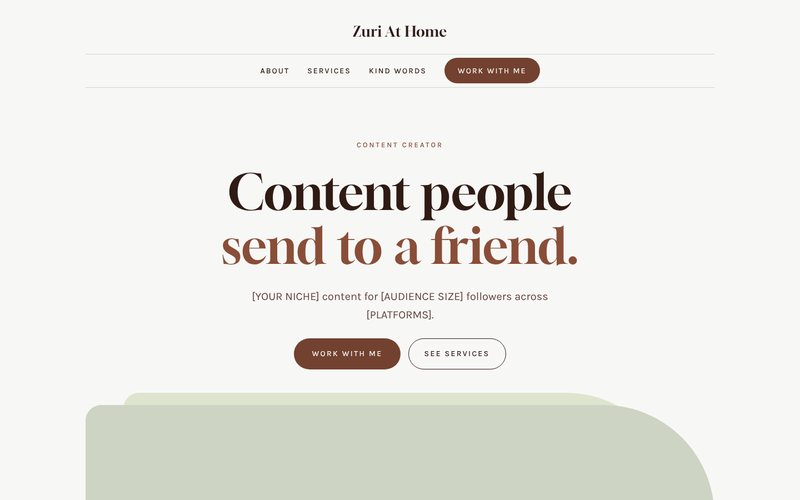 Zuri At Home
ABOUT SERVICES KIND WORDS WORK WITH ME
CONTENT CREATOR
Content people
send to a friend.
[YOUR NICHE] content for [AUDIENCE SIZE] followers across
[PLATFORMS].
WORK WITH ME SEE SERVICES